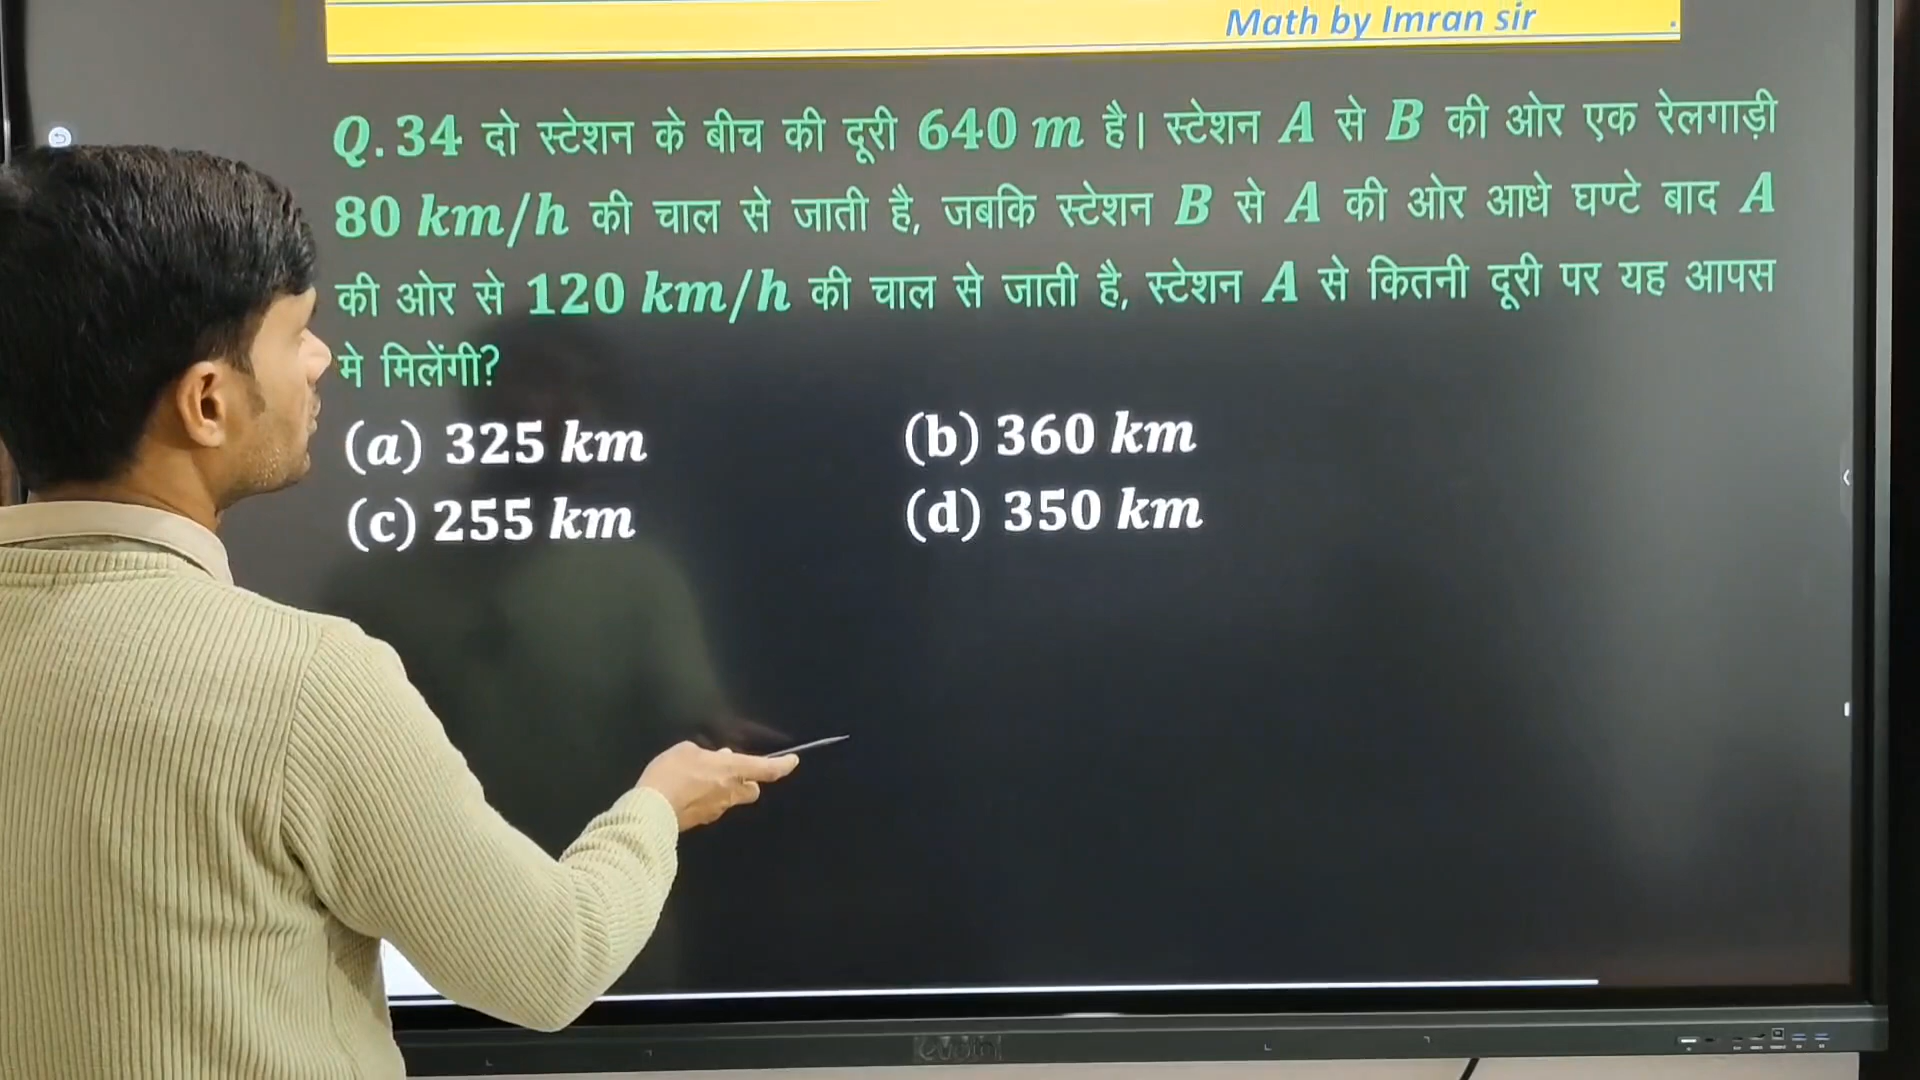 Math by Imran sir
Q.34 दो स्टेशन के बीच की दूरी 640 m है। स्टेशन A से B की ओर एक रेलगाड़ी
80 km/h की चाल से जाती है, जबकि स्टेशन B से A की ओर आधे घण्टे बाद A
की ओर से 120 km/h की चाल से जाती है, स्टेशन A से कितनी दूरी पर यह आपस
मे मिलेंगी?
(a) 325 km (b) 360 km
(c) 255 km (d) 350 km